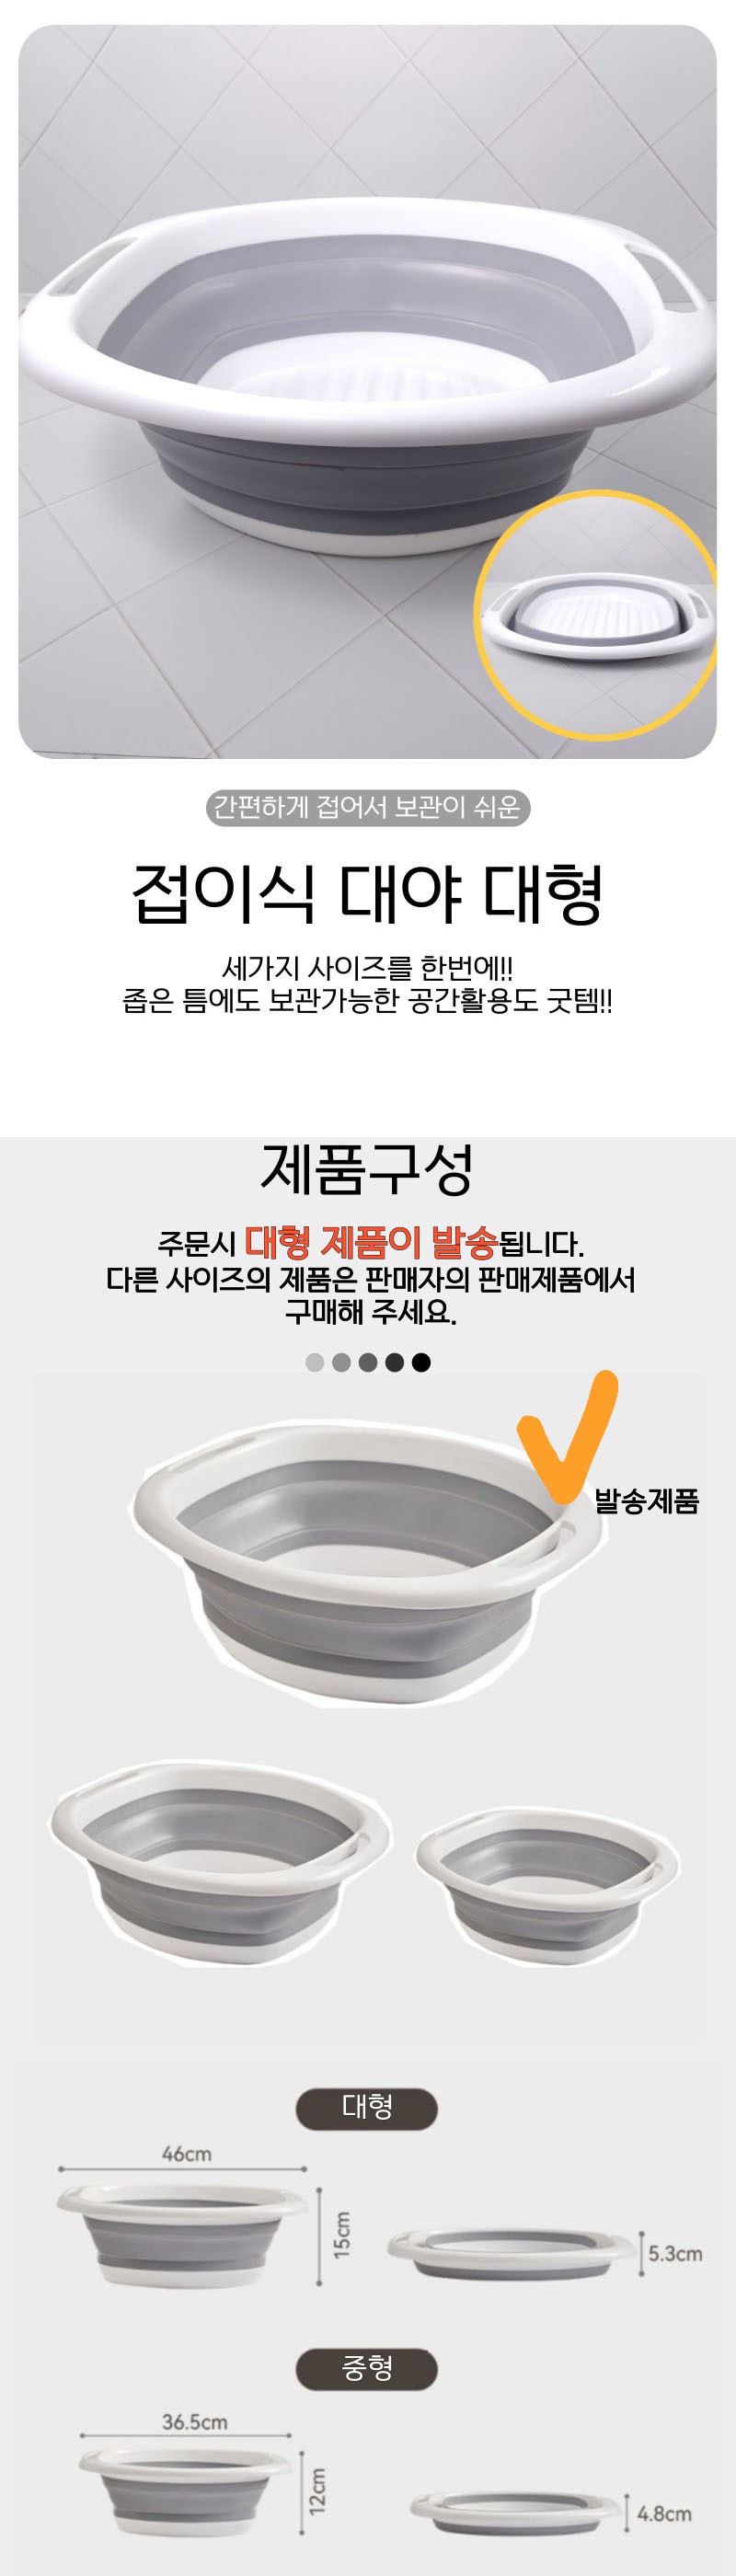 간편하게 접어서 보관이 쉬운
접이식 대야 대형
세가지 사이즈를 한번에!!
좁은 틈에도 보관가능한 공간활용도 굿템!!
제품구성
주문시 대형 제품이 발송됩니다.
다른 사이즈의 제품은 판매자의 판매제품에서
구매해 주세요.
발송제품
대형
46cm
15cm
5.3cm
중형
36.5cm
12cm
4.8cm